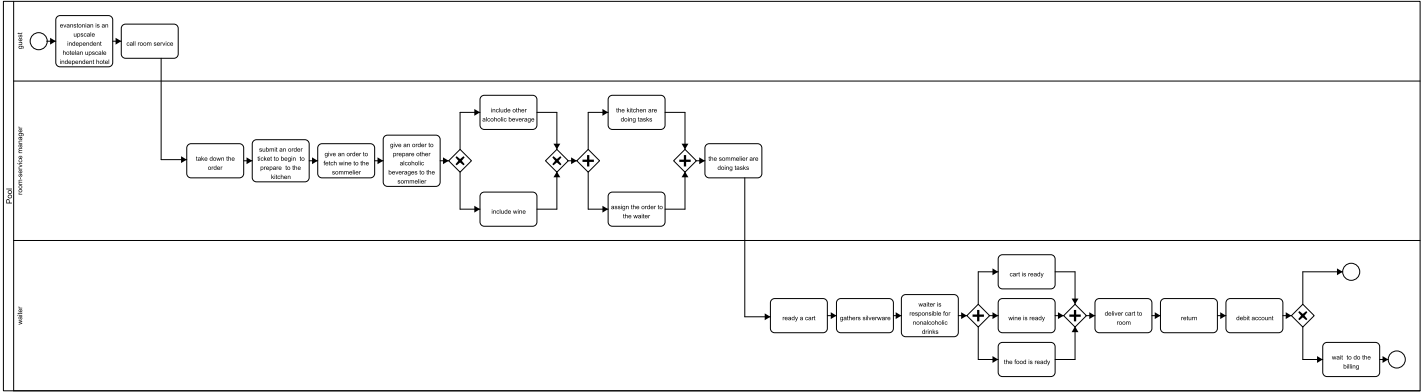 Pool
guest
evanstonian is an
upscale
independent
hotelan upscale
independent hotel
call room service
room-service manager
take down the
order
submit an order
ticket to begin to
prepare to the
kitchen
give an order to
fetch wine to the
sommelier
give an order to
prepare other
alcoholic
beverages to the
sommelier
include other
alcoholic beverage
include wine
the kitchen are
doing tasks
assign the order to
the waiter
the sommelier are
doing tasks
waiter
ready a cart
gathers silverware
waiter is
responsible for
nonalcoholic
drinks
cart is ready
wine is ready
the food is ready
deliver cart to
room
return
debit account
wait to do the
billing